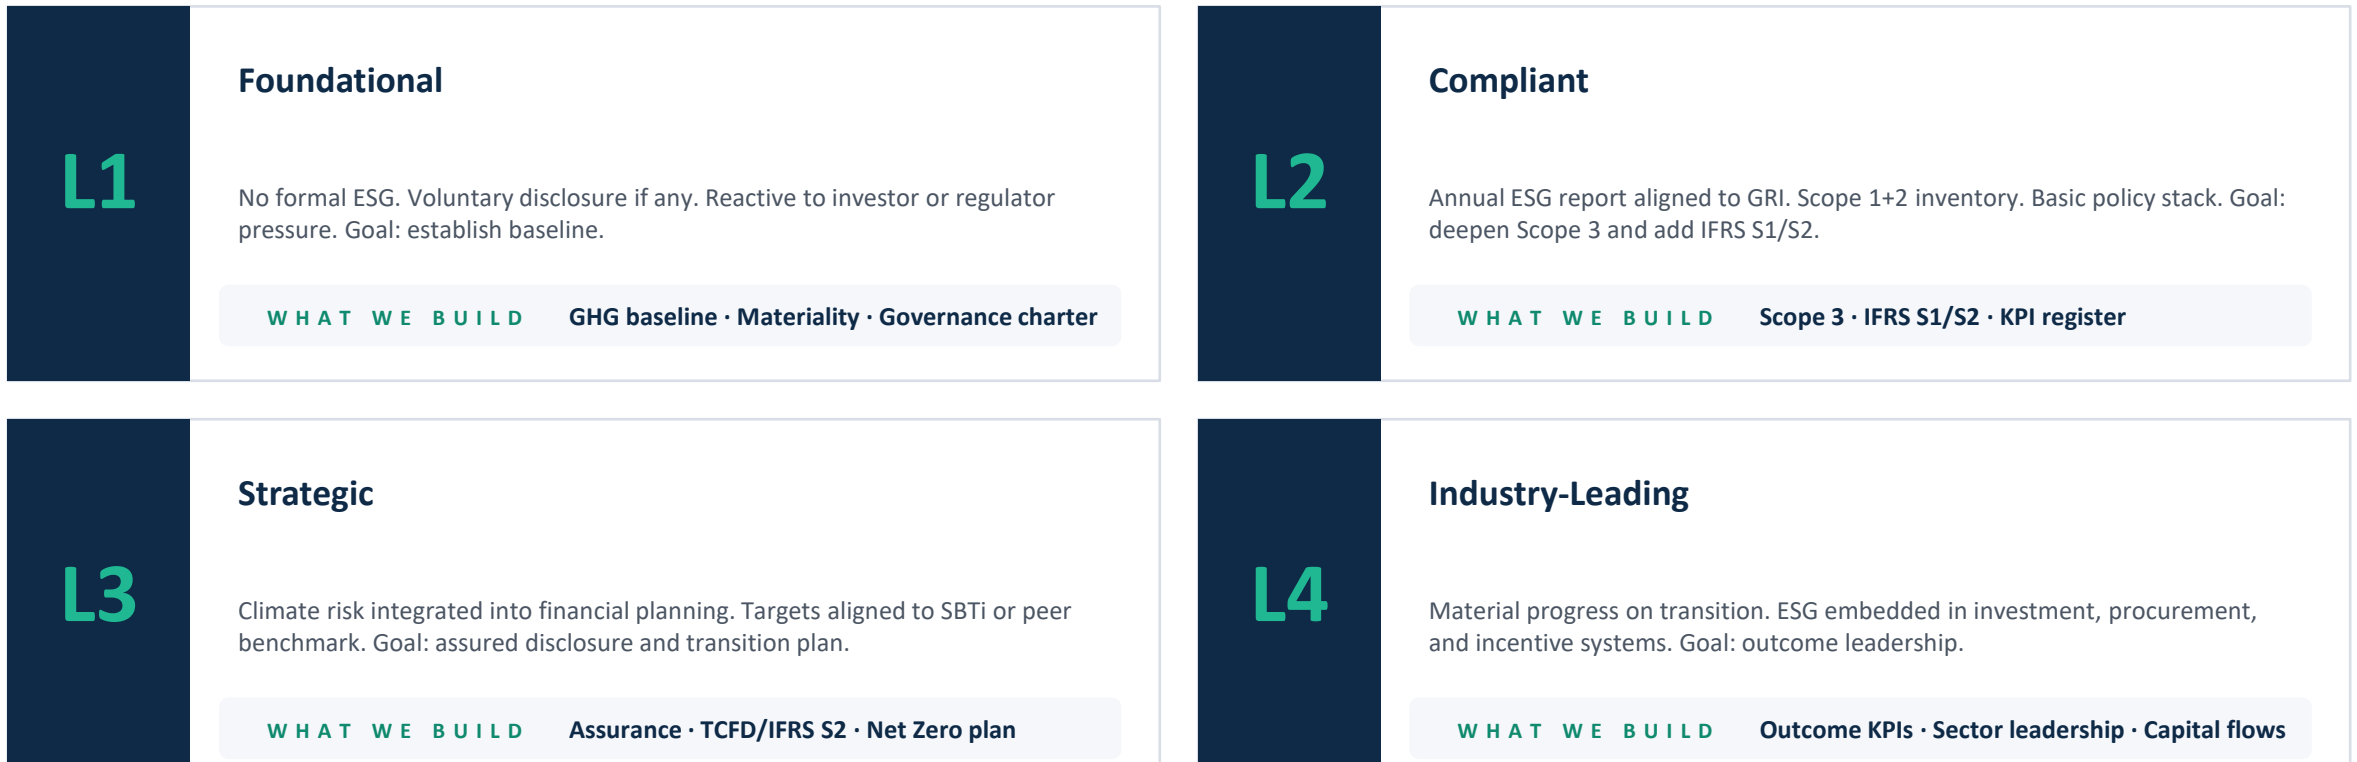 L1
Foundational
No formal ESG. Voluntary disclosure if any. Reactive to investor or regulator
pressure. Goal: establish baseline.
WHAT WE BUILD GHG baseline · Materiality · Governance charter
L2
Compliant
Annual ESG report aligned to GRI. Scope 1+2 inventory. Basic policy stack. Goal:
deepen Scope 3 and add IFRS S1/S2.
WHAT WE BUILD Scope 3 · IFRS S1/S2 · KPI register
L3
Strategic
Climate risk integrated into financial planning. Targets aligned to SBTi or peer
benchmark. Goal: assured disclosure and transition plan.
WHAT WE BUILD Assurance · TCFD/IFRS S2 · Net Zero plan
L4
Industry-Leading
Material progress on transition. ESG embedded in investment, procurement,
and incentive systems. Goal: outcome leadership.
WHAT WE BUILD Outcome KPIs · Sector leadership · Capital flows